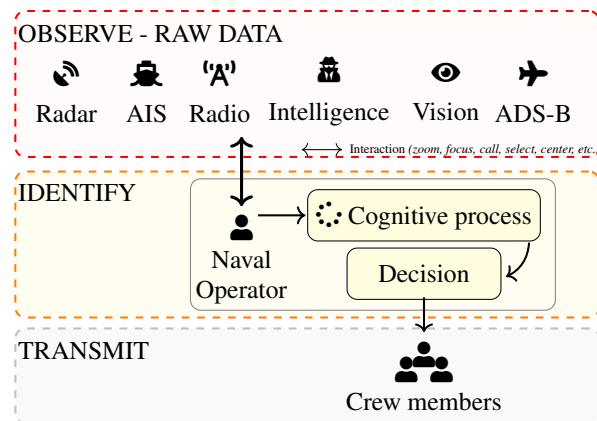 OBSERVE - RAW DATA
Radar AIS Radio Intelligence Vision ADS-B
Interaction (zoom, focus, call, select, center, etc.)
IDENTIFY
Cognitive process
Naval
Operator
Decision
TRANSMIT
Crew members